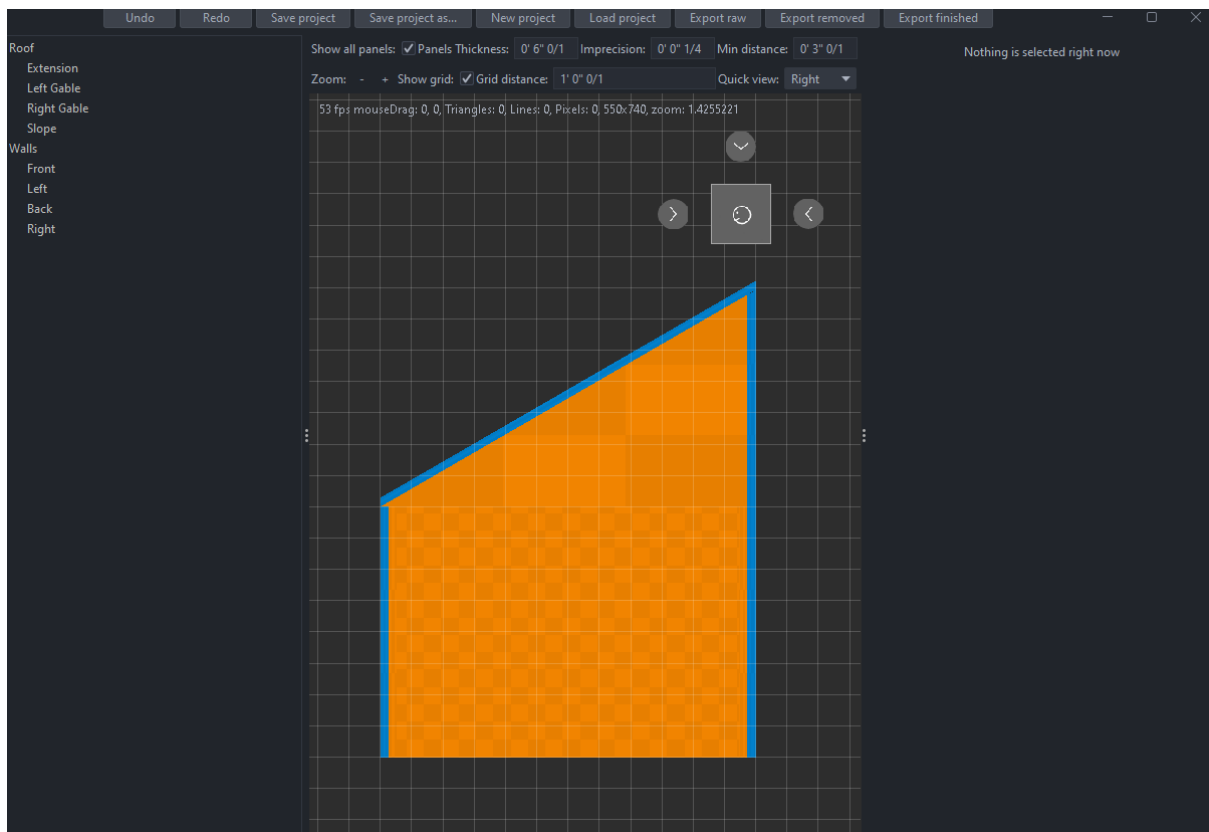 Undo Redo Save project Save project as... New project Load project Export raw Export removed Export finished
Roof
Extension
Left Gable
Right Gable
Slope
Walls
Front
Left
Back
Right
Show all panels: Panels Thickness: 0' 6" 0/1 Imprecision: 0' 0" 1/4 Min distance: 0' 3" 0/1
Zoom: - + Show grid: Grid distance: 1' 0" 0/1 Quick view: Right
53 fps mouseDrag: 0, 0, Triangles: 0, Lines: 0, Pixels: 0, 550x740, zoom: 1.4255221
Nothing is selected right now